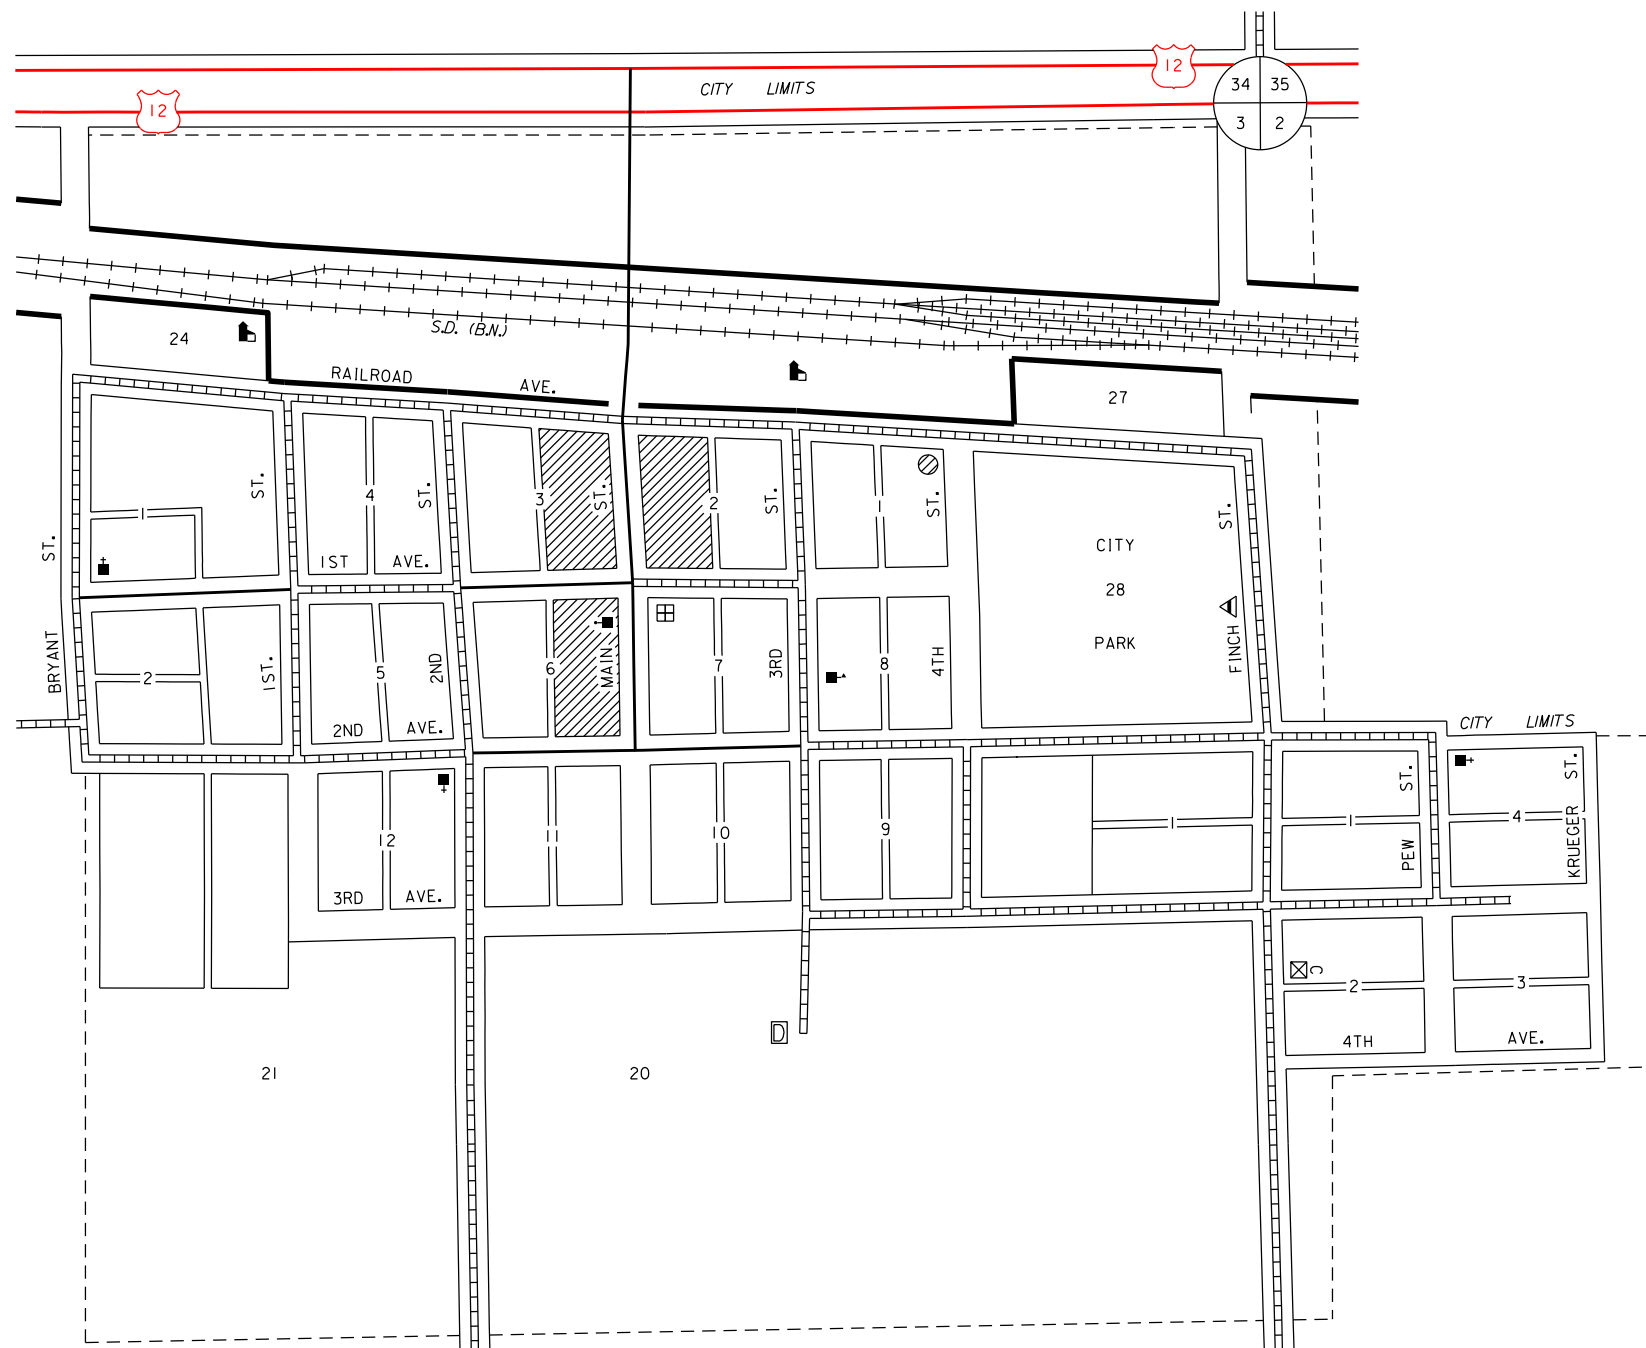 12
34 35
CITY LIMITS
12
3 2
S.D. (B.N.)
24
RAILROAD AVE.
27
ST.
4
ST.
3
ST.
2
ST.
1
ST.
ST.
1
ST.
CITY
1ST AVE.
28
PARK
BRYANT
2
1ST.
5
2ND
6
MAIN
7
3RD
8
4TH
FINCH
2ND AVE.
CITY LIMITS
ST.
ST.
12
11
10
9
1
1
PEW
4
KRUEGER
3RD AVE.
C
2
3
D
4TH AVE.
21
20